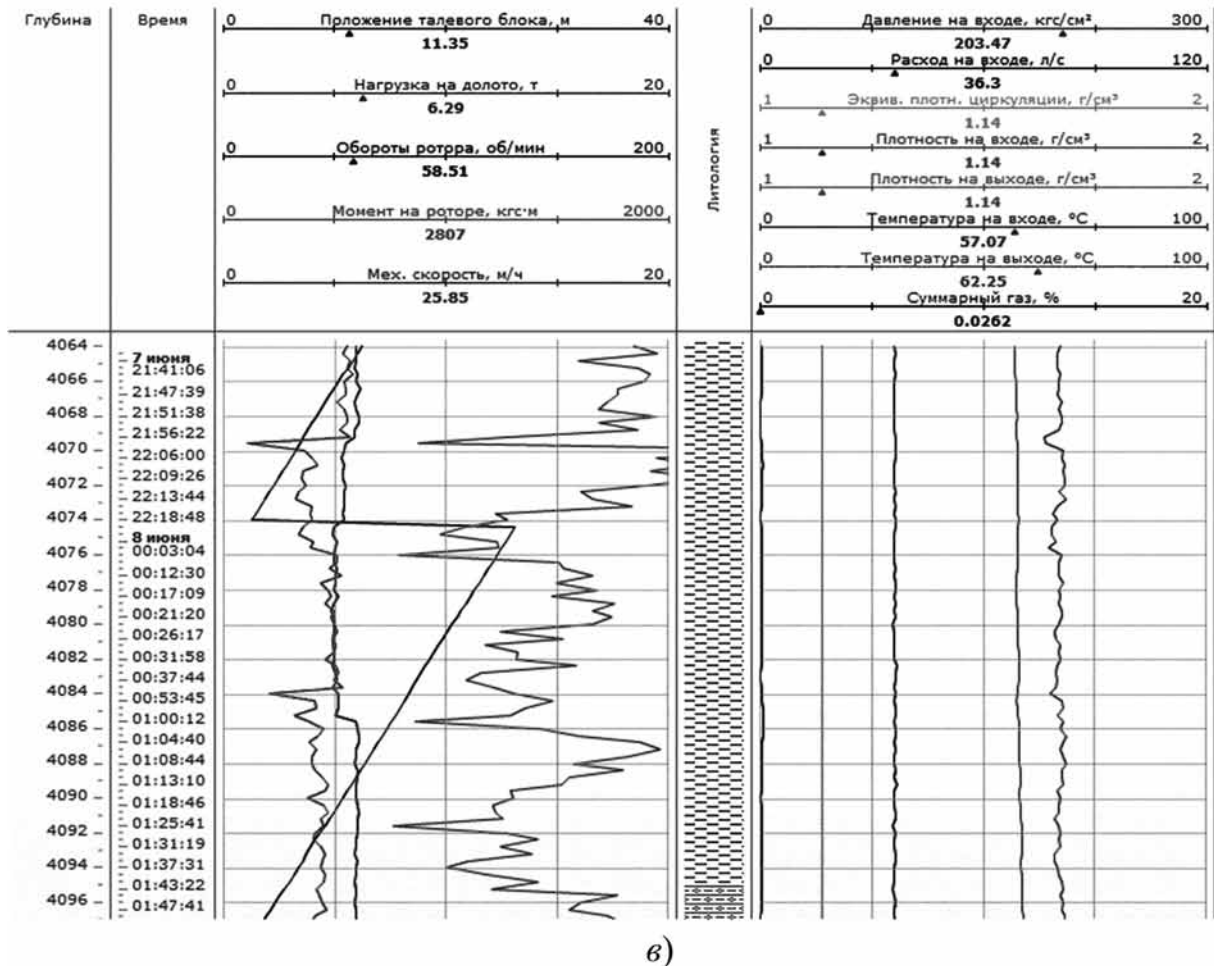 Глубина
Время
0 Положение талевого блока, м 40
11.35
0 Нагрузка на долото, т 20
6.29
0 Обороты ротрра, об/мин 200
58.51
0 Момент на роторе, кгс·м 2000
2807
0 Мех. скорость, м/ч 20
25.85
Литология
0 Давление на входе, кгс/см² 300
203.47
0 Расход на входе, л/с 120
36.3
1 Эквив. плотн. циркуляции, г/см³ 2
1.14
1 Плотность на входе, г/см³ 2
1.14
1 Плотность на выходе, г/см³ 2
1.14
0 Температура на входе, °C 100
57.07
0 Температура на выходе, °C 100
62.25
0 Суммарный газ, % 20
0.0262
4064
7 июня
21:41:06
4066
21:47:39
4068
21:51:38
21:56:22
4070
22:06:00
22:09:26
4072
22:13:44
4074
22:18:48
8 июня
4076
00:03:04
00:12:30
4078
00:17:09
00:21:20
4080
00:26:17
4082
00:31:58
00:37:44
4084
00:53:45
01:00:12
4086
01:04:40
4088
01:08:44
01:13:10
4090
01:18:46
01:25:41
4092
01:31:19
4094
01:37:31
01:43:22
4096
01:47:41
в)